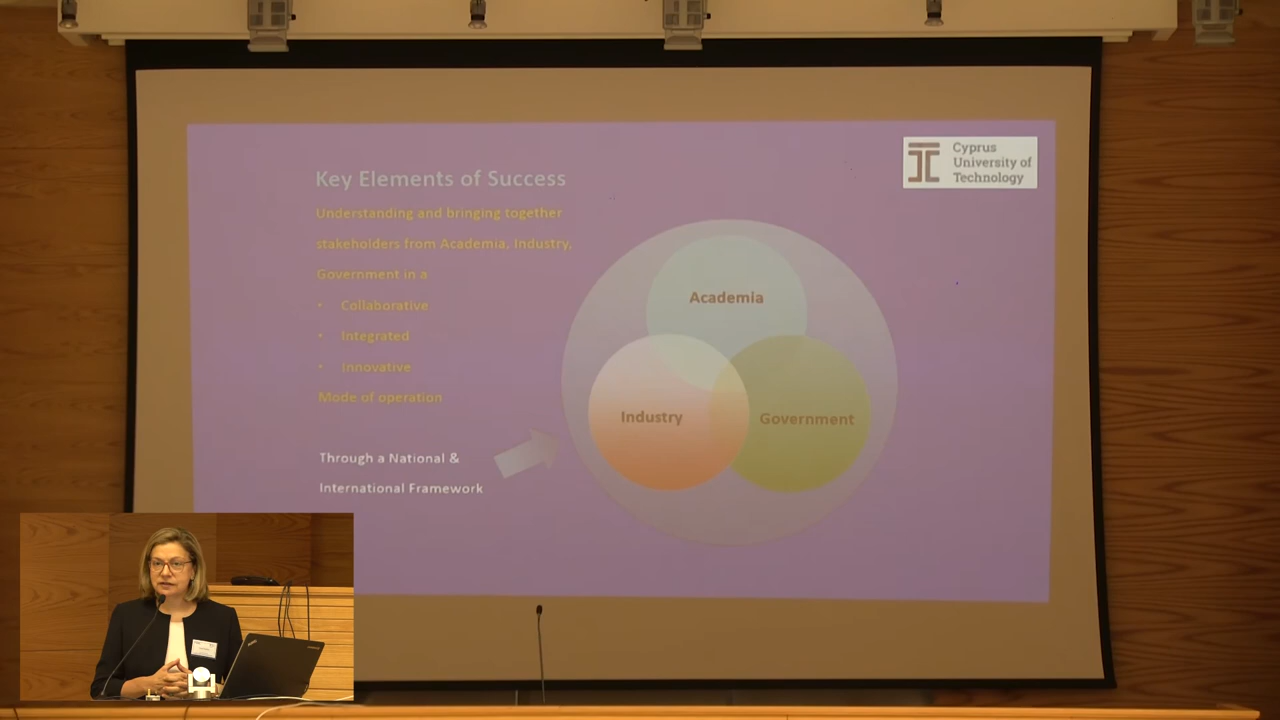 Cyprus
University of
Technology
Key Elements of Success
Understanding and bringing together
stakeholders from Academia, Industry,
Government in a
• Collaborative
• Integrated
• Innovative
Mode of operation
Through a National &
International Framework
Academia
Industry
Government